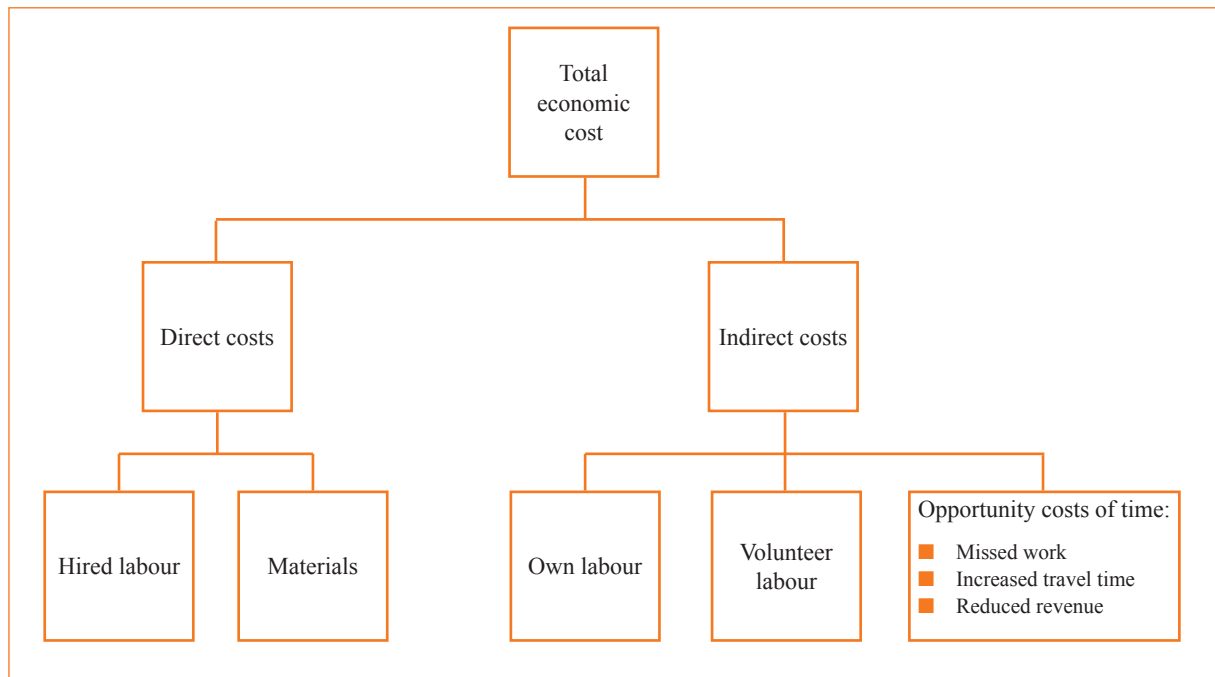 Total
economic
cost
Direct costs
Indirect costs
Hired labour
Materials
Own labour
Volunteer
labour
Opportunity costs of time:
Missed work
Increased travel time
Reduced revenue